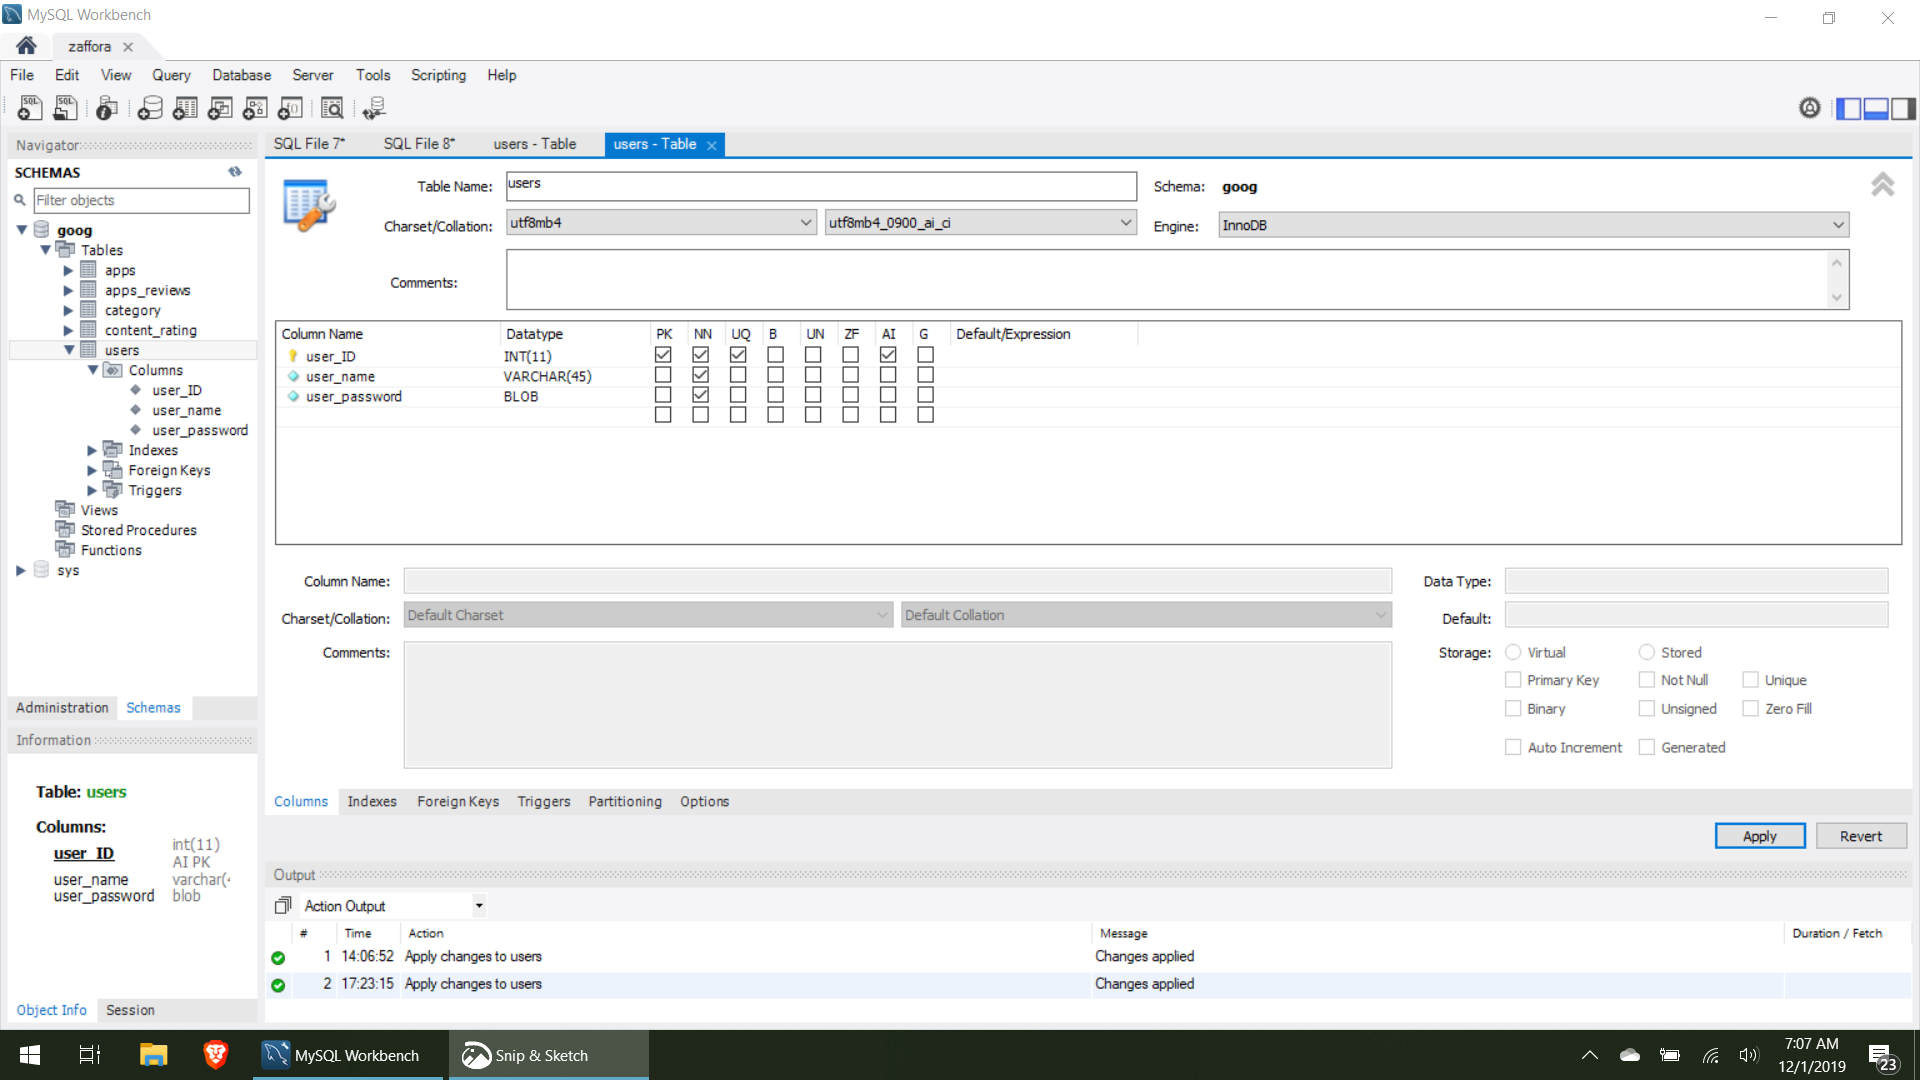 MySQL Workbench
zaffora
File Edit View Query Database Server Tools Scripting Help
Navigator
SCHEMAS
Filter objects
goog
Tables
apps
apps_reviews
category
content_rating
users
Columns
user_ID
user_name
user_password
Indexes
Foreign Keys
Triggers
Views
Stored Procedures
Functions
sys
Administration Schemas
Information
Table: users
Columns:
user_ID int(11)
AI PK
user_name varchar(
user_password blob
Object Info Session
SQL File 7* SQL File 8* users - Table users - Table
Table Name: users Schema: goog
Charset/Collation: utf8mb4 utf8mb4_0900_ai_ci Engine: InnoDB
Comments:
Column Name Datatype PK NN UQ B UN ZF AI G Default/Expression
user_ID INT(11)
user_name VARCHAR(45)
user_password BLOB
Column Name: Data Type:
Charset/Collation: Default Charset Default Collation Default:
Comments: Storage: Virtual Stored
Primary Key Not Null Unique
Binary Unsigned Zero Fill
Auto Increment Generated
Columns Indexes Foreign Keys Triggers Partitioning Options
Apply Revert
Output
Action Output
# Time Action Message Duration / Fetch
1 14:06:52 Apply changes to users Changes applied
2 17:23:15 Apply changes to users Changes applied
MySQL Workbench Snip & Sketch
7:07 AM
12/1/2019
23